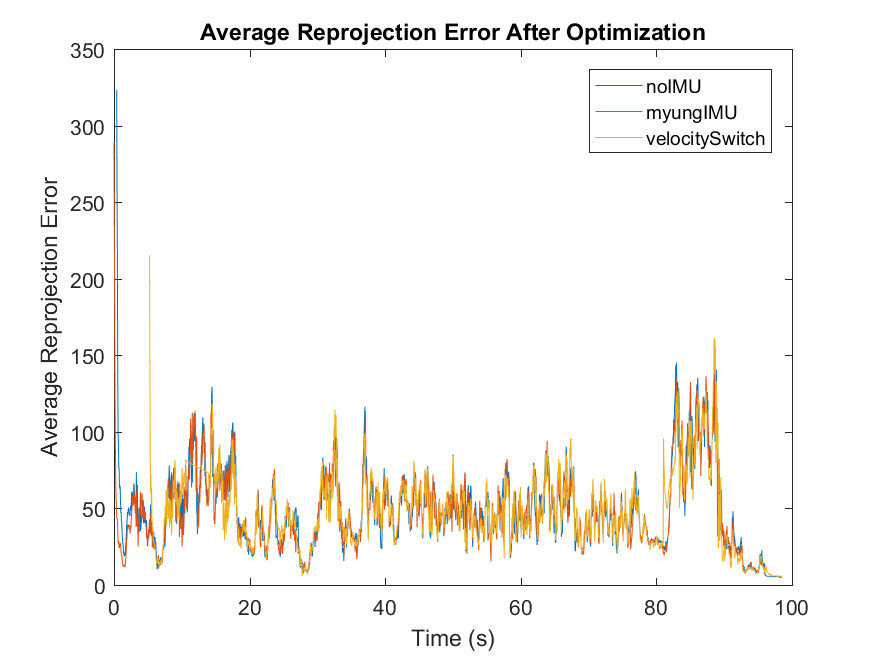 Average Reprojection Error After Optimization
350
300
250
200
150
100
50
0
Average Reprojection Error
noIMU
myungIMU
velocitySwitch
0
20
40
60
80
100
Time (s)